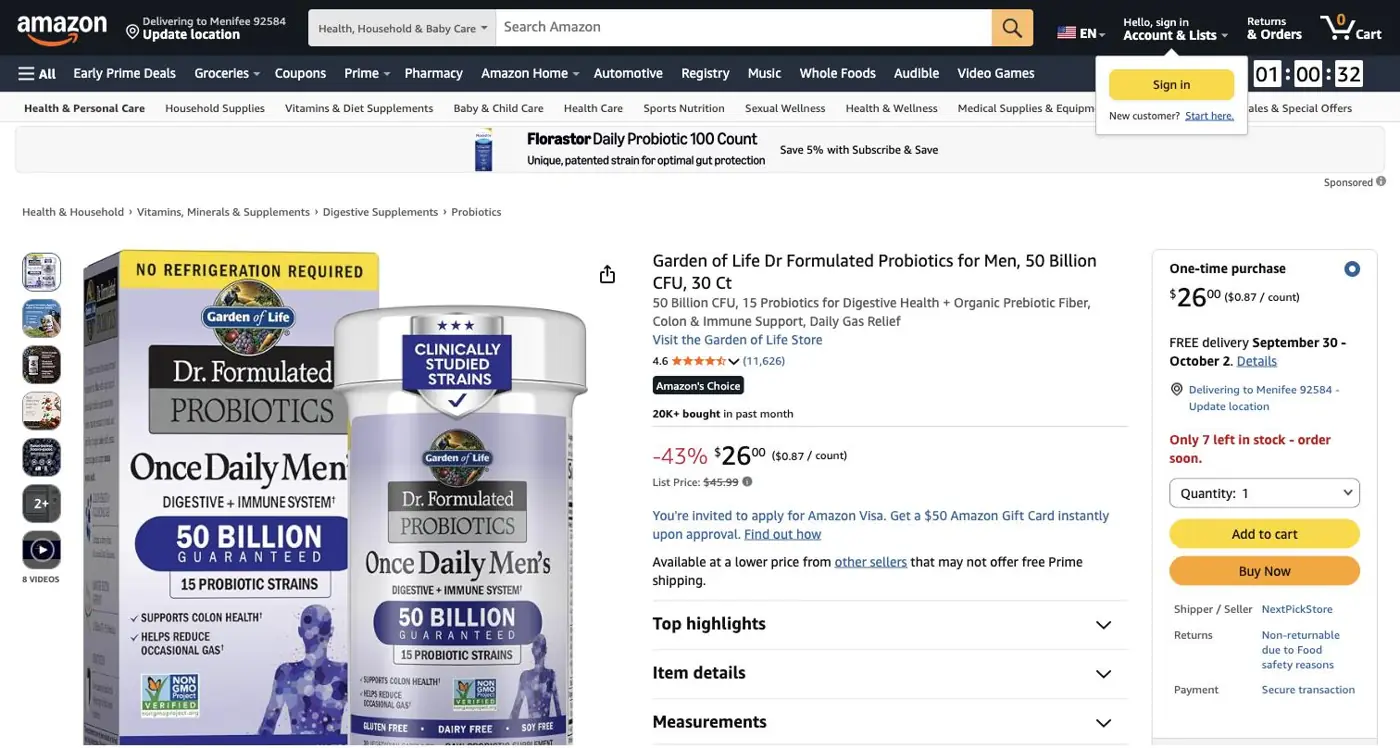 amazon
Delivering to Menifee 92584
Update location
Health, Household & Baby Care
Search Amazon
EN
Hello, sign in
Account & Lists
Returns
& Orders
0
Cart
All
Early Prime Deals
Groceries
Coupons
Prime
Pharmacy
Amazon Home
Automotive
Registry
Music
Whole Foods
Audible
Video Games
01 : 00 : 32
Sign in
New customer? Start here.
Health & Personal Care
Household Supplies
Vitamins & Diet Supplements
Baby & Child Care
Health Care
Sports Nutrition
Sexual Wellness
Health & Wellness
Medical Supplies & Equipm
ales & Special Offers
Florastor Daily Probiotic 100 Count
Unique, patented strain for optimal gut protection
Save 5% with Subscribe & Save
Sponsored
Health & Household › Vitamins, Minerals & Supplements › Digestive Supplements › Probiotics
2+
8 VIDEOS
NO REFRIGERATION REQUIRED
Garden of Life
Dr. Formulated
PROBIOTICS
Once Daily Men'
DIGESTIVE + IMMUNE SYSTEM†
50 BILLION
GUARANTEED
15 PROBIOTIC STRAINS
✓ SUPPORTS COLON HEALTH†
✓ HELPS REDUCE
OCCASIONAL GAS†
NON
GMO
Project
VERIFIED
nongmoproject.org
★★★
CLINICALLY
STUDIED
STRAINS
Garden of Life
Dr. Formulated
PROBIOTICS
Once Daily Men's
DIGESTIVE + IMMUNE SYSTEM†
50 BILLION
GUARANTEED
15 PROBIOTIC STRAINS
✓ SUPPORTS COLON HEALTH†
✓ HELPS REDUCE
OCCASIONAL GAS†
NON
GMO
Project
VERIFIED
GLUTEN FREE • DAIRY FREE • SOY FREE
Garden of Life Dr Formulated Probiotics for Men, 50 Billion
CFU, 30 Ct
50 Billion CFU, 15 Probiotics for Digestive Health + Organic Prebiotic Fiber,
Colon & Immune Support, Daily Gas Relief
Visit the Garden of Life Store
4.6 (11,626)
Amazon's Choice
20K+ bought in past month
-43% $2600 ($0.87 / count)
List Price: $45.99
You're invited to apply for Amazon Visa. Get a $50 Amazon Gift Card instantly
upon approval. Find out how
Available at a lower price from other sellers that may not offer free Prime
shipping.
Top highlights
Item details
Measurements
One-time purchase
$2600 ($0.87 / count)
FREE delivery September 30 -
October 2. Details
Delivering to Menifee 92584 -
Update location
Only 7 left in stock - order
soon.
Quantity: 1
Add to cart
Buy Now
Shipper / Seller NextPickStore
Returns Non-returnable
due to Food
safety reasons
Payment Secure transaction